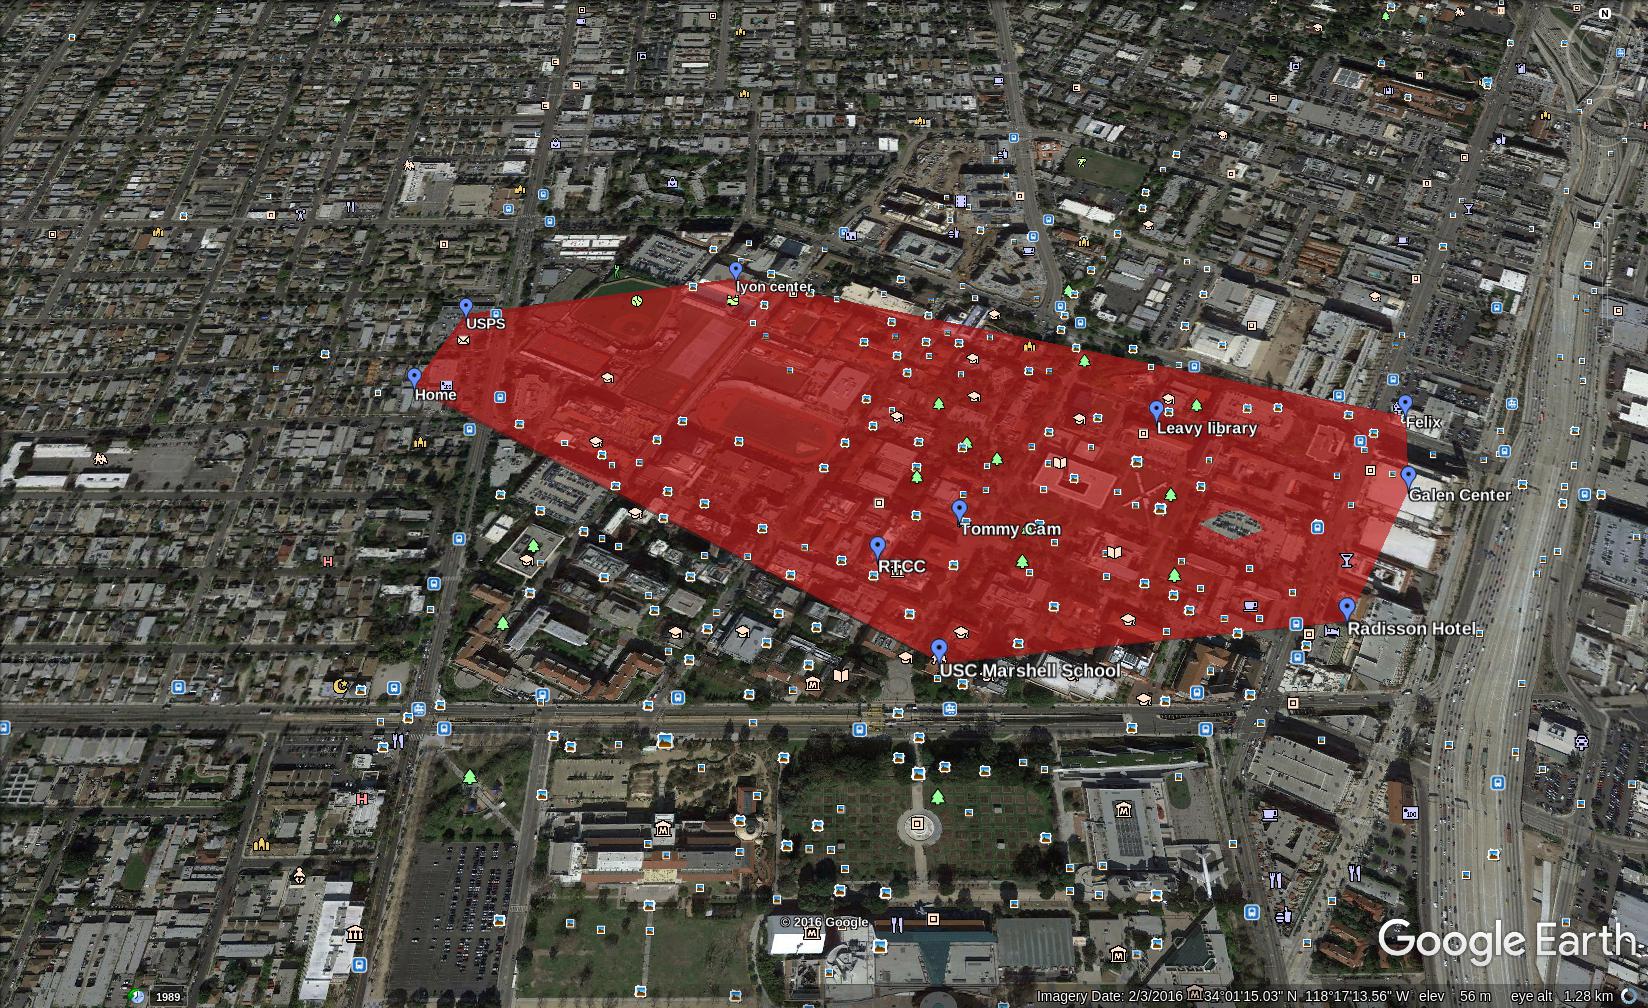 N
lyon center
USPS
Home
Felix
Leavy library
Galen Center
Tommy Cam
RTCC
Radisson Hotel
USC Marshell School
© 2016 Google
Google Earth
1989
Imagery Date: 2/3/2016 34°01'15.03" N 118°17'13.56" W elev 56 m eye alt 1.28 km